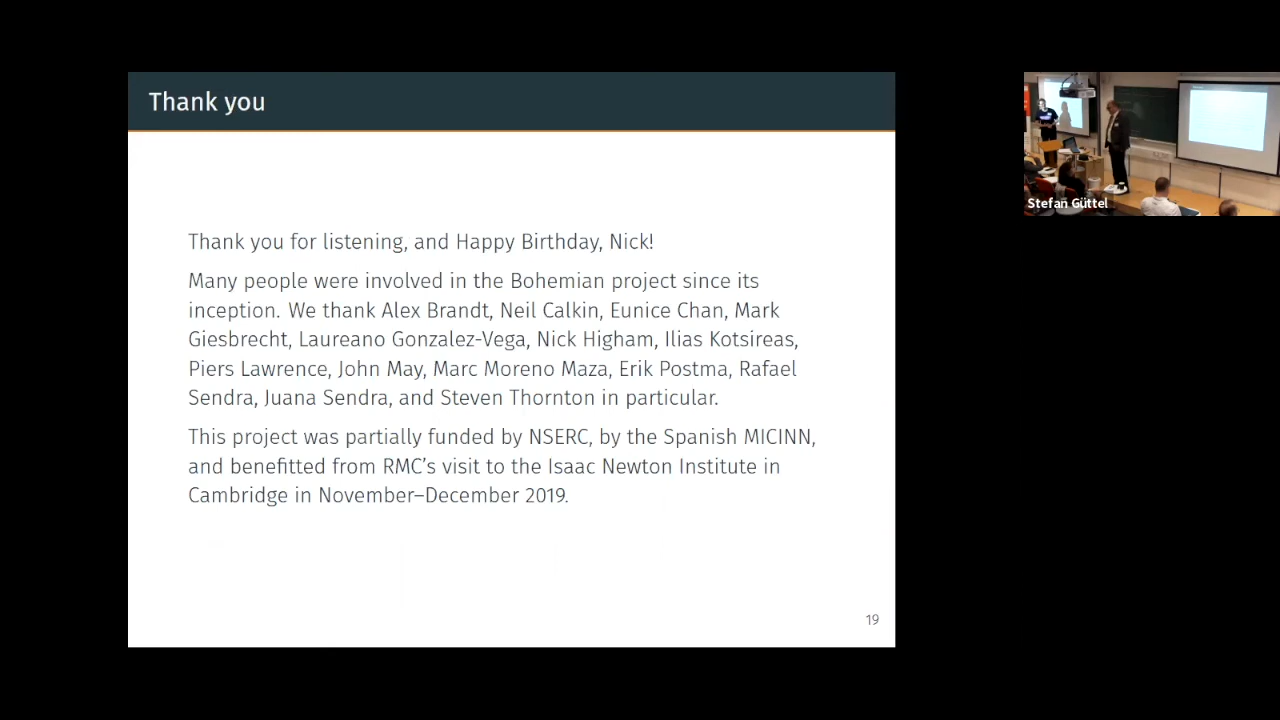 Thank you
Thank you for listening, and Happy Birthday, Nick!
Many people were involved in the Bohemian project since its
inception. We thank Alex Brandt, Neil Calkin, Eunice Chan, Mark
Giesbrecht, Laureano Gonzalez-Vega, Nick Higham, Ilias Kotsireas,
Piers Lawrence, John May, Marc Moreno Maza, Erik Postma, Rafael
Sendra, Juana Sendra, and Steven Thornton in particular.
This project was partially funded by NSERC, by the Spanish MICINN,
and benefitted from RMC’s visit to the Isaac Newton Institute in
Cambridge in November–December 2019.
19
Stefan Güttel